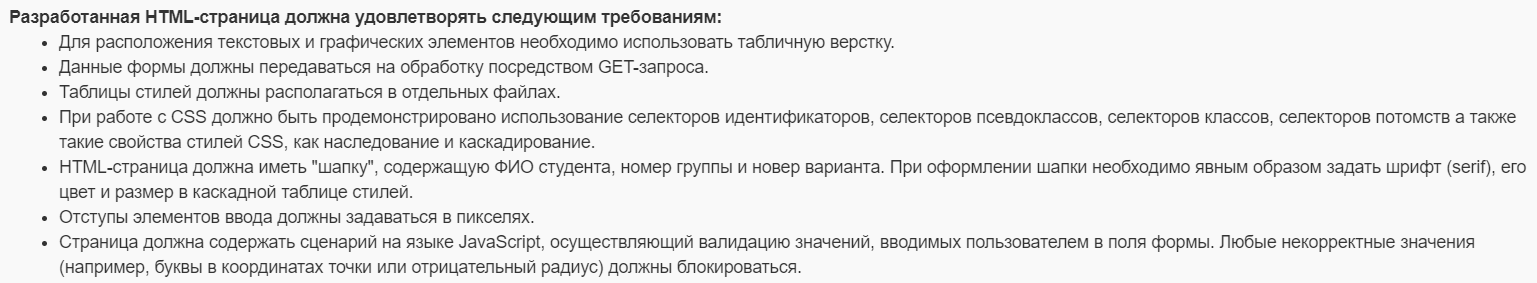 Разработанная HTML-страница должна удовлетворять следующим требованиям:
• Для расположения текстовых и графических элементов необходимо использовать табличную верстку.
• Данные формы должны передаваться на обработку посредством GET-запроса.
• Таблицы стилей должны располагаться в отдельных файлах.
• При работе с CSS должно быть продемонстрировано использование селекторов идентификаторов, селекторов псевдоклассов, селекторов классов, селекторов потомств а также
такие свойства стилей CSS, как наследование и каскадирование.
• HTML-страница должна иметь "шапку", содержащую ФИО студента, номер группы и новер варианта. При оформлении шапки необходимо явным образом задать шрифт (serif), его
цвет и размер в каскадной таблице стилей.
• Отступы элементов ввода должны задаваться в пикселях.
• Страница должна содержать сценарий на языке JavaScript, осуществляющий валидацию значений, вводимых пользователем в поля формы. Любые некорректные значения
(например, буквы в координатах точки или отрицательный радиус) должны блокироваться.